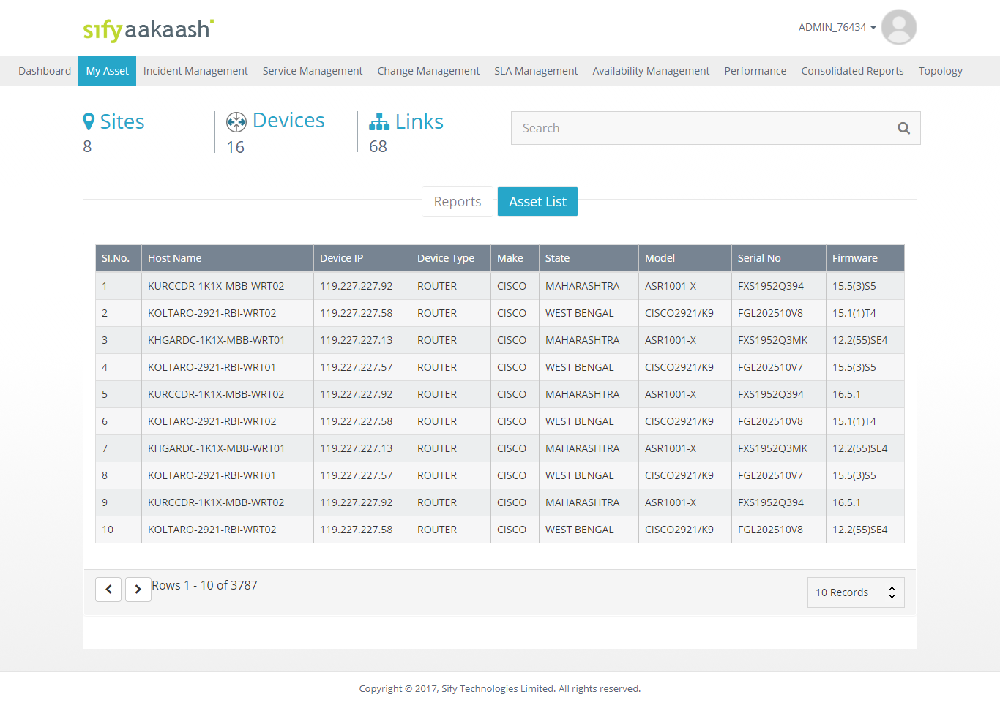 sify aakaash
ADMIN_76434
Dashboard My Asset Incident Management Service Management Change Management SLA Management Availability Management Performance Consolidated Reports Topology
Sites Devices Links
8 16 68
Search
Reports Asset List
SI.No. Host Name Device IP Device Type Make State Model Serial No Firmware
1 KURCCDR-1K1X-MBB-WRT02 119.227.227.92 ROUTER CISCO MAHARASHTRA ASR1001-X FXS1952Q394 15.5(3)S5
2 KOLTARO-2921-RBI-WRT02 119.227.227.58 ROUTER CISCO WEST BENGAL CISCO2921/K9 FGL202510V8 15.1(1)T4
3 KHGARDC-1K1X-MBB-WRT01 119.227.227.13 ROUTER CISCO MAHARASHTRA ASR1001-X FXS1952Q3MK 12.2(55)SE4
4 KOLTARO-2921-RBI-WRT01 119.227.227.57 ROUTER CISCO WEST BENGAL CISCO2921/K9 FGL202510V7 15.5(3)S5
5 KURCCDR-1K1X-MBB-WRT02 119.227.227.92 ROUTER CISCO MAHARASHTRA ASR1001-X FXS1952Q394 16.5.1
6 KOLTARO-2921-RBI-WRT02 119.227.227.58 ROUTER CISCO WEST BENGAL CISCO2921/K9 FGL202510V8 15.1(1)T4
7 KHGARDC-1K1X-MBB-WRT01 119.227.227.13 ROUTER CISCO MAHARASHTRA ASR1001-X FXS1952Q3MK 12.2(55)SE4
8 KOLTARO-2921-RBI-WRT01 119.227.227.57 ROUTER CISCO WEST BENGAL CISCO2921/K9 FGL202510V7 15.5(3)S5
9 KURCCDR-1K1X-MBB-WRT02 119.227.227.92 ROUTER CISCO MAHARASHTRA ASR1001-X FXS1952Q394 16.5.1
10 KOLTARO-2921-RBI-WRT02 119.227.227.58 ROUTER CISCO WEST BENGAL CISCO2921/K9 FGL202510V8 12.2(55)SE4
Rows 1 - 10 of 3787
10 Records
Copyright © 2017, Sify Technologies Limited. All rights reserved.